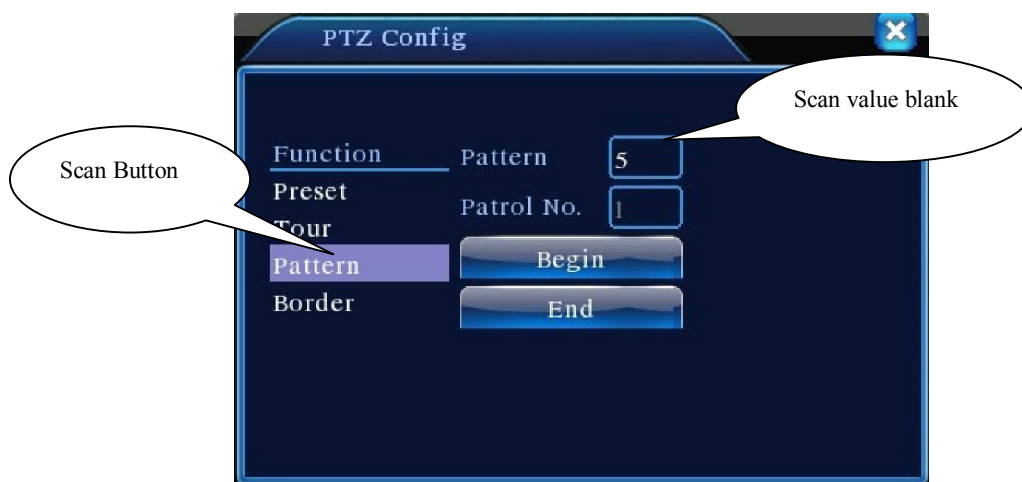 PTZ Config
Scan value blank
Scan Button
Function
Pattern
5
Preset
Patrol No.
1
Tour
Pattern
Begin
Border
End